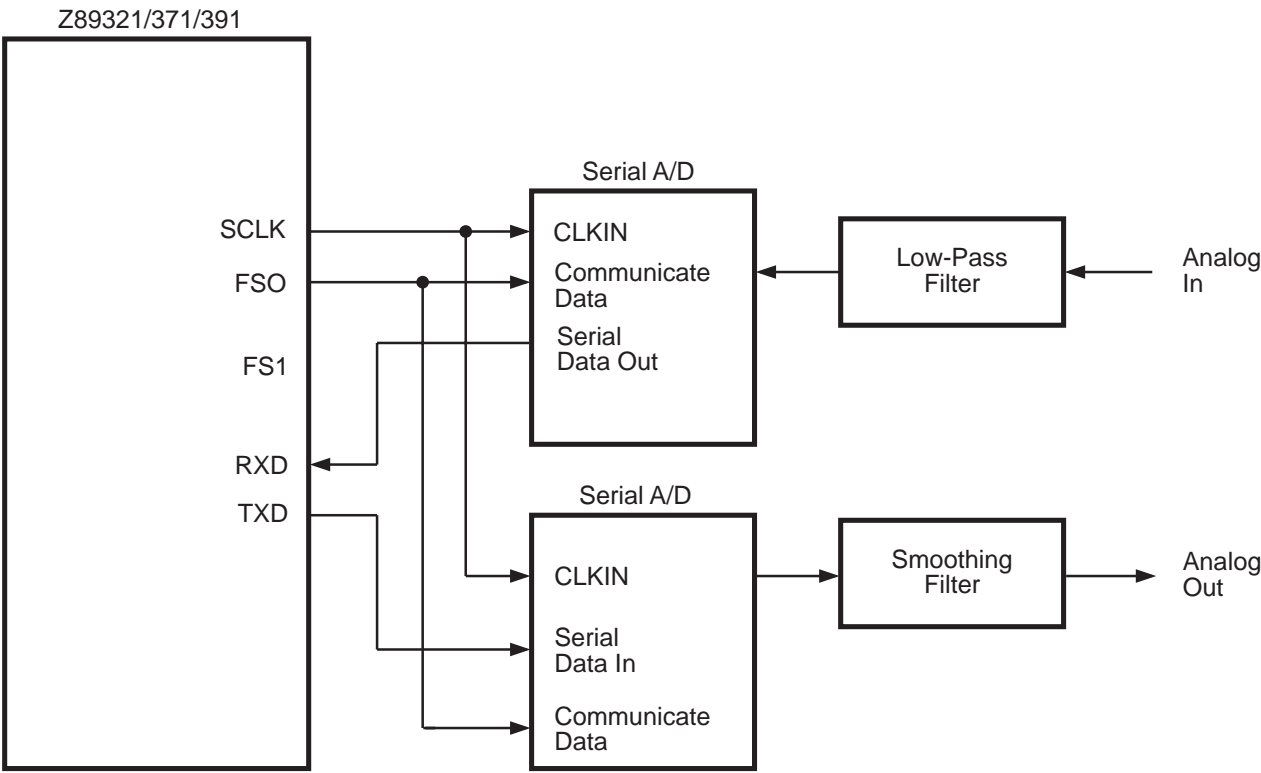 Z89321/371/391
SCLK
FSO
FS1
RXD
TXD
Serial A/D
CLKIN
Communicate
Data
Serial
Data Out
Low-Pass
Filter
Analog
In
Serial A/D
CLKIN
Serial
Data In
Communicate
Data
Smoothing
Filter
Analog
Out